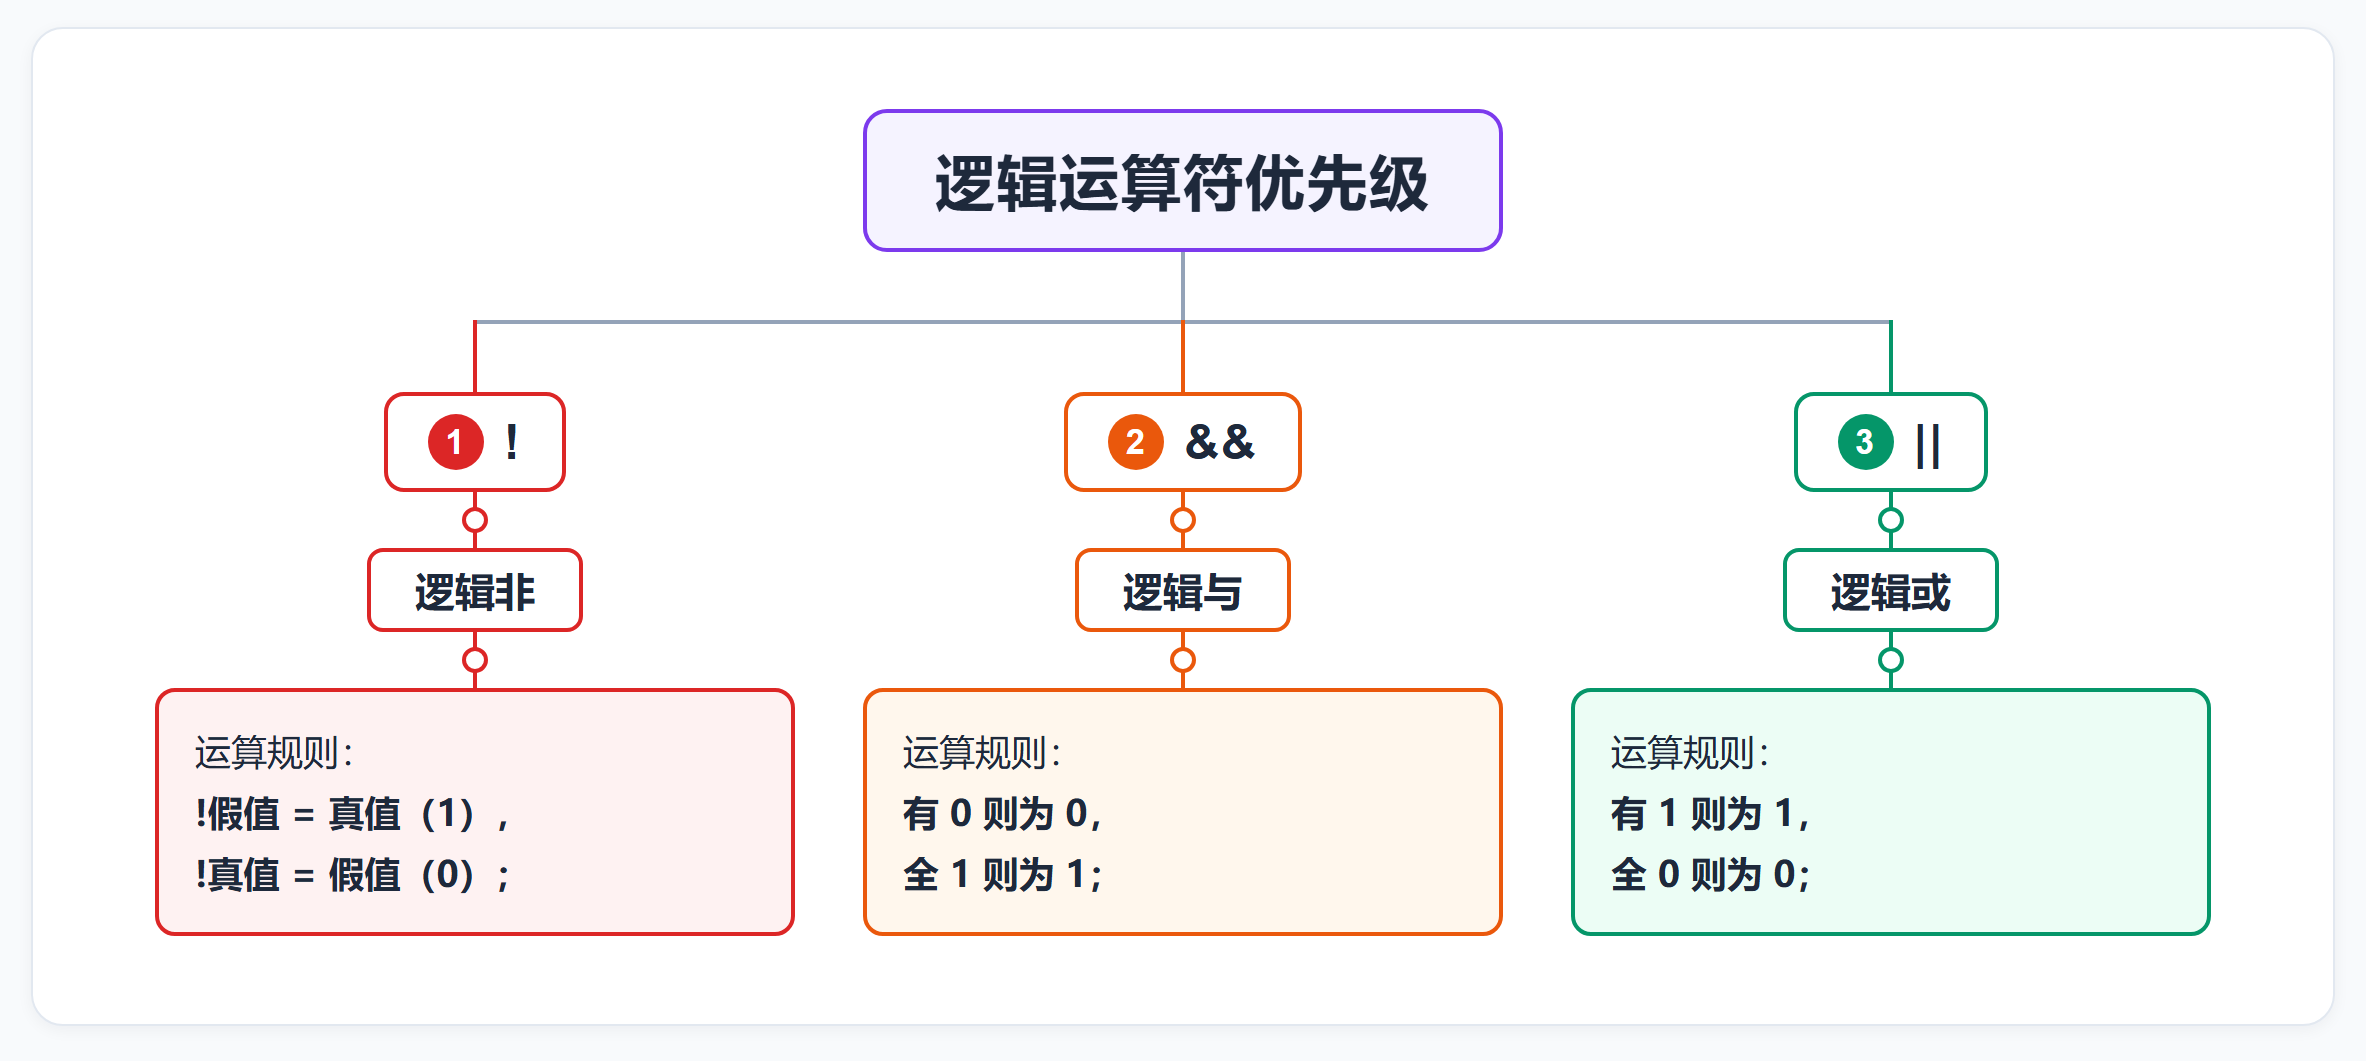 逻辑运算符优先级
1 !
2 &&
3 ||
逻辑非
逻辑与
逻辑或
运算规则：
!假值 = 真值（1），
!真值 = 假值（0）；
运算规则：
有 0 则为 0，
全 1 则为 1；
运算规则：
有 1 则为 1，
全 0 则为 0；